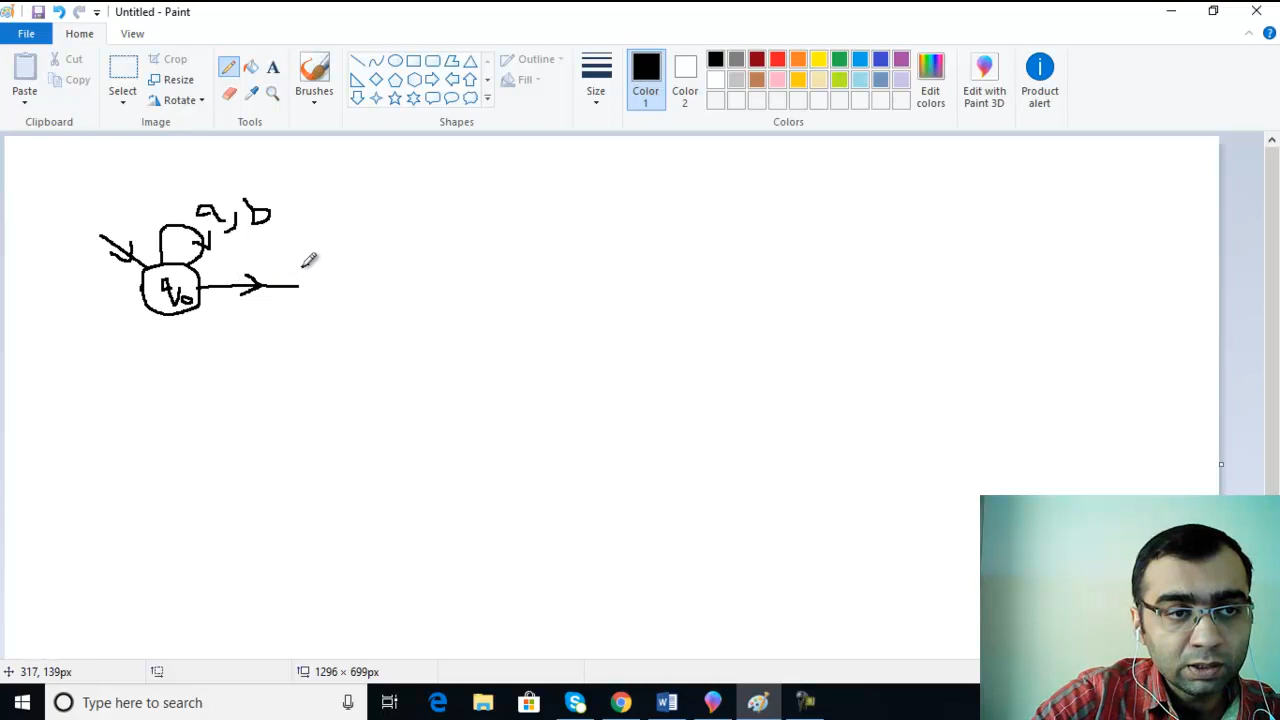 Untitled - Paint
File Home View
Paste
Cut
Copy
Clipboard
Select
Crop
Resize
Rotate
Image
A
Tools
Brushes
Shapes
Outline
Fill
Size
Color 1
Color 2
Colors
Edit colors
Edit with Paint 3D
Product alert
a, b
q0
317, 139px
1296 × 699px
Type here to search